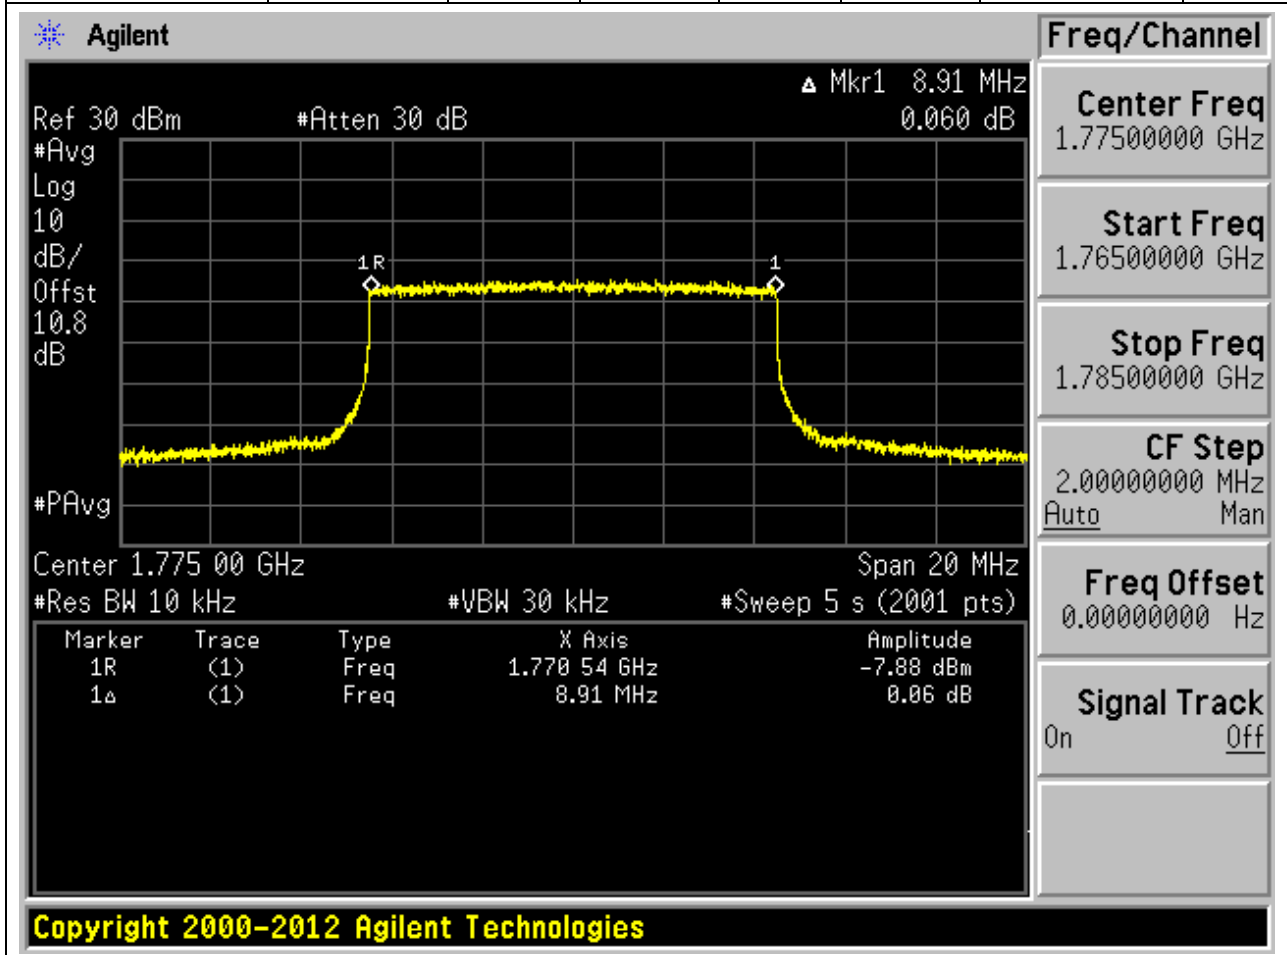 Agilent
Freq/Channel
▵ Mkr1 8.91 MHz
Ref 30 dBm #Atten 30 dB 0.060 dB
#Avg
Log
10
dB/
Offst
10.8
dB
1R 1
#PAvg
Center 1.775 00 GHz Span 20 MHz
#Res BW 10 kHz #VBW 30 kHz #Sweep 5 s (2001 pts)
Marker Trace Type X Axis Amplitude
1R (1) Freq 1.770 54 GHz -7.88 dBm
1▵ (1) Freq 8.91 MHz 0.06 dB
Center Freq
1.77500000 GHz
Start Freq
1.76500000 GHz
Stop Freq
1.78500000 GHz
CF Step
2.00000000 MHz
Auto Man
Freq Offset
0.00000000 Hz
Signal Track
On Off
Copyright 2000-2012 Agilent Technologies